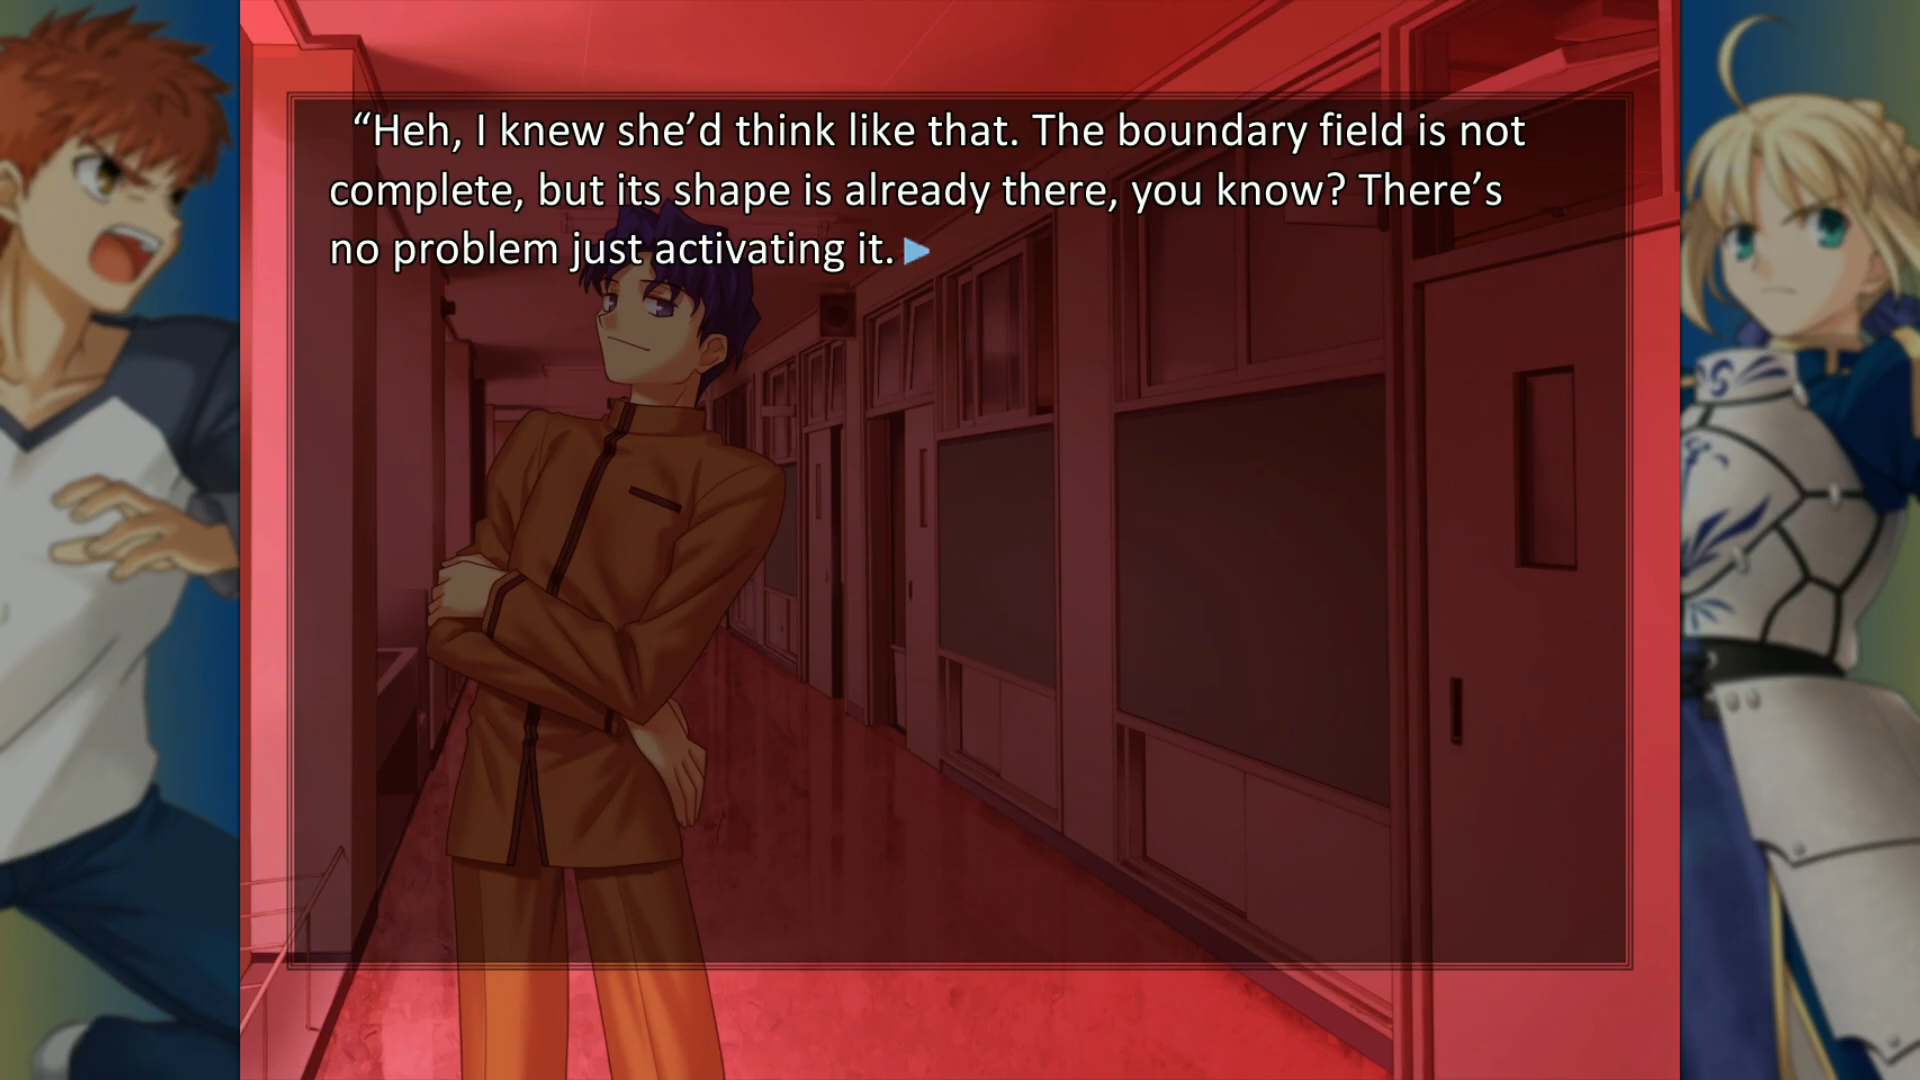 “Heh, I knew she’d think like that. The boundary field is not
complete, but its shape is already there, you know? There’s
no problem just activating it.